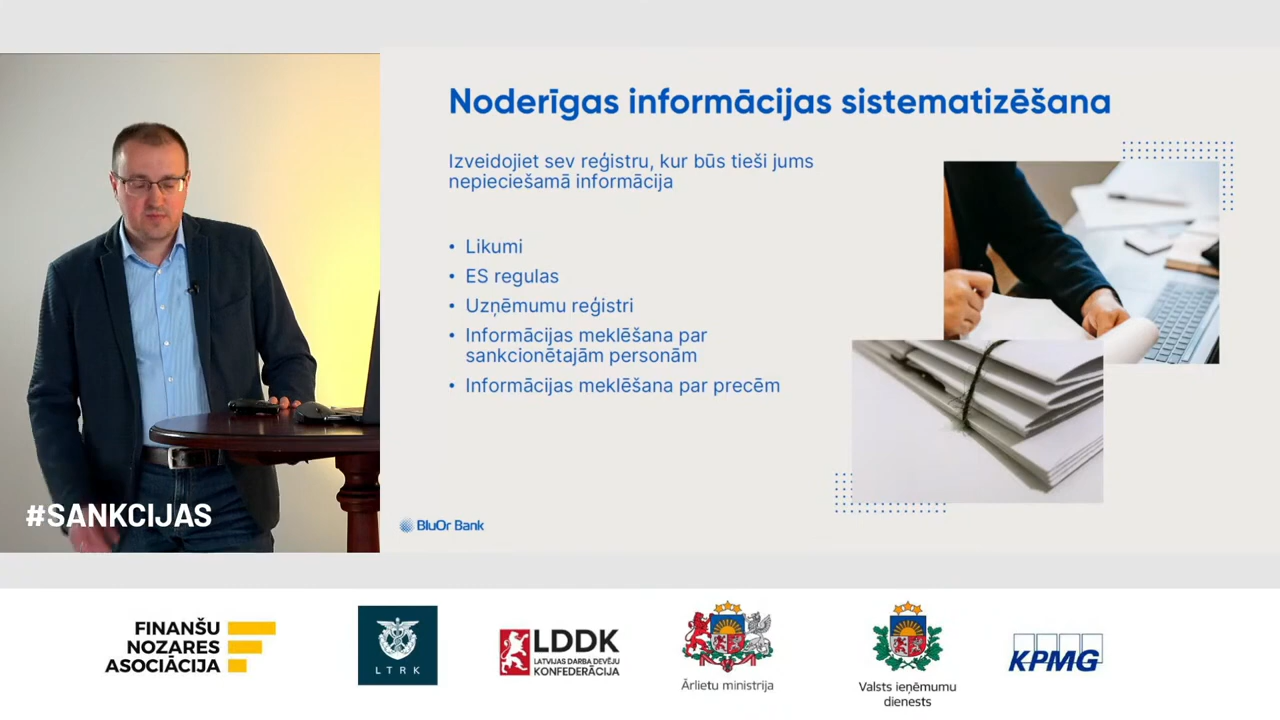 Noderīgas informācijas sistematizēšana
Izveidojiet sev reģistru, kur būs tieši jums
nepieciešamā informācija
• Likumi
• ES regulas
• Uzņēmumu reģistri
• Informācijas meklēšana par
sankcionētajām personām
• Informācijas meklēšana par precēm
#SANKCIJAS
BluOr Bank
FINANŠU
NOZARES
ASOCIĀCIJA
LTRK
LDDK
LATVIJAS DARBA DEVĒJU
KONFEDERĀCIJA
Ārlietu ministrija
Valsts ieņēmumu
dienests
KPMG